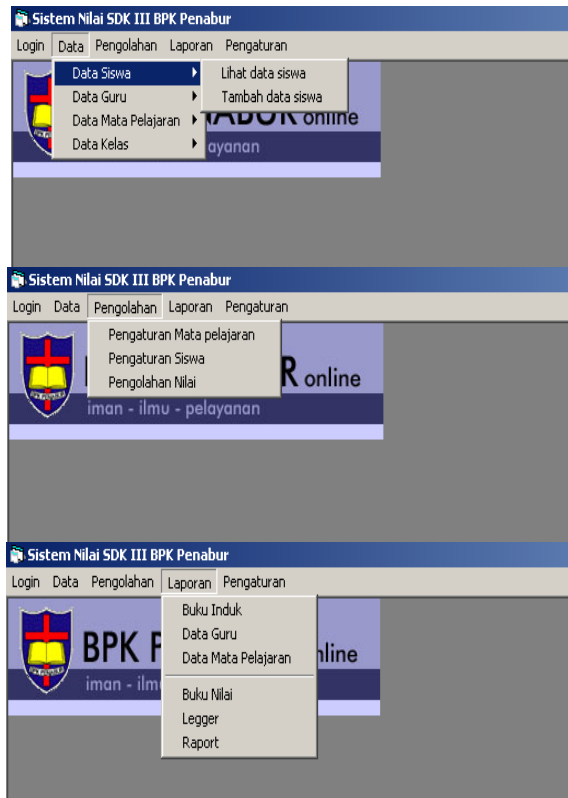 Sistem Nilai SDK III BPK Penabur
Login Data Pengolahan Laporan Pengaturan
Data Siswa
Lihat data siswa
Data Guru
Tambah data siswa
Data Mata Pelajaran
online
Data Kelas
Sistem Nilai SDK III BPK Penabur
Login Data Pengolahan Laporan Pengaturan
Pengaturan Mata pelajaran
Pengaturan Siswa
Pengolahan Nilai
R online
iman - ilmu - pelayanan
Sistem Nilai SDK III BPK Penabur
Login Data Pengolahan Laporan Pengaturan
Buku Induk
Data Guru
Data Mata Pelajaran
BPK
iman -
Buku Nilai
Legger
Raport